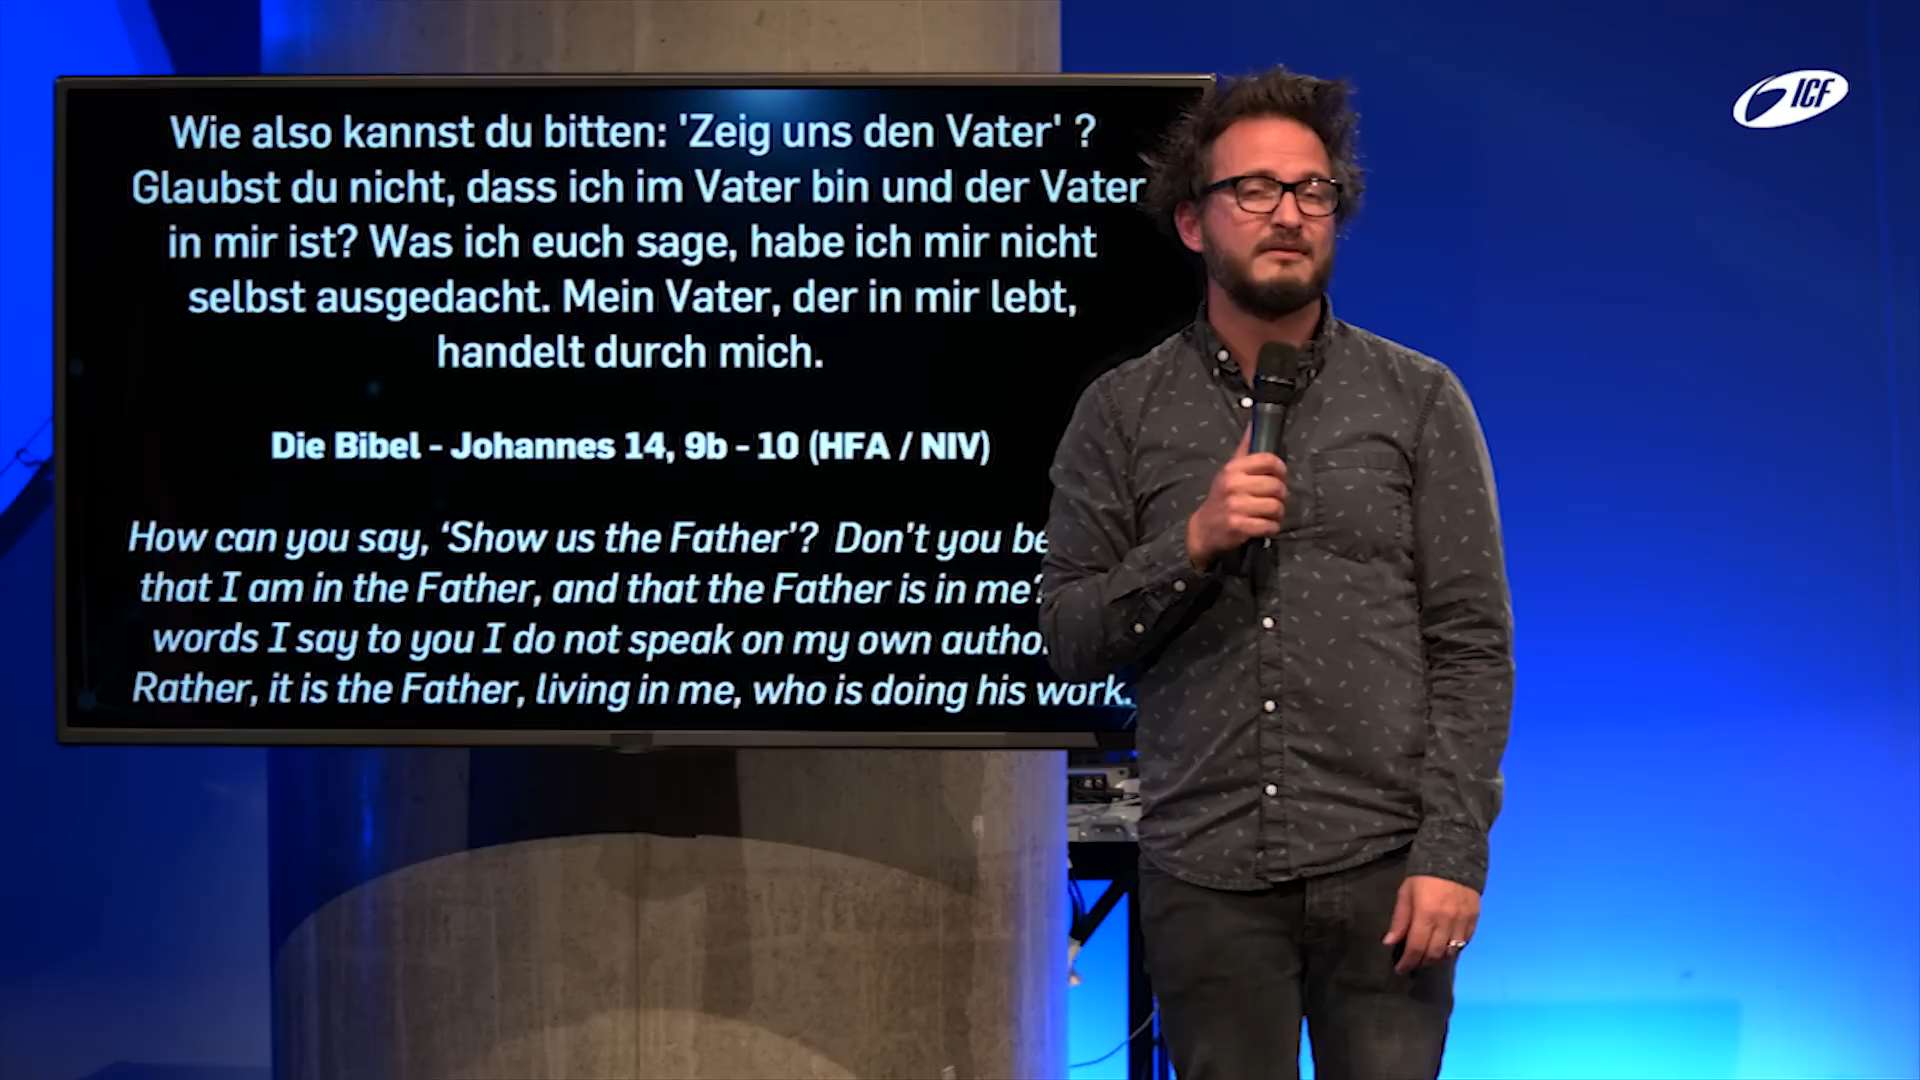 Wie also kannst du bitten: 'Zeig uns den Vater' ?
Glaubst du nicht, dass ich im Vater bin und der Vater
in mir ist? Was ich euch sage, habe ich mir nicht
selbst ausgedacht. Mein Vater, der in mir lebt,
handelt durch mich.
Die Bibel - Johannes 14, 9b - 10 (HFA / NIV)
How can you say, ‘Show us the Father’? Don’t you
that I am in the Father, and that the Father is in me?
words I say to you I do not speak on my own
Rather, it is the Father, living in me, who is doing his work.
ICF